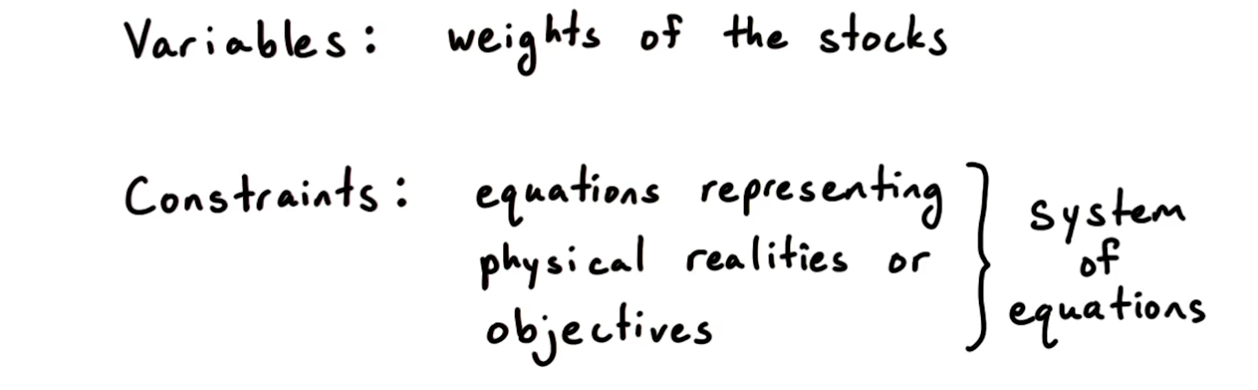 Variables: weights of the stocks
Constraints: equations representing
physical realities or
objectives
system
of
equations